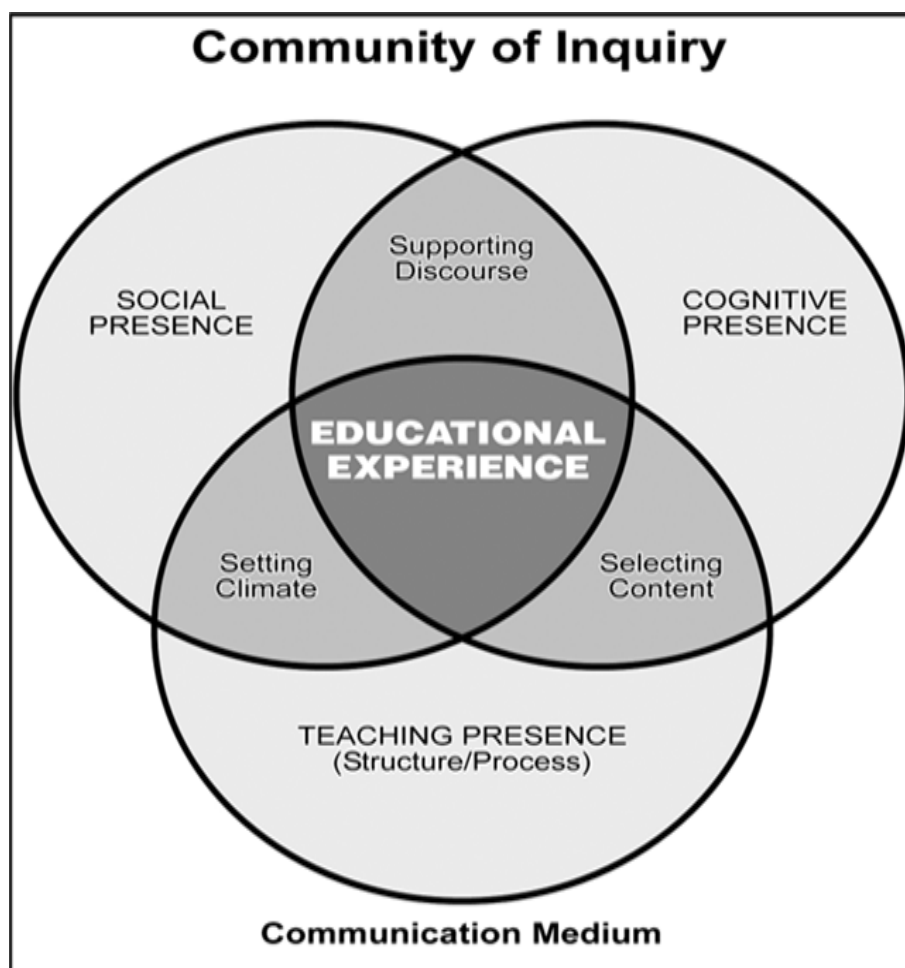 Community of Inquiry
Supporting
Discourse
SOCIAL
PRESENCE
COGNITIVE
PRESENCE
EDUCATIONAL
EXPERIENCE
Setting
Climate
Selecting
Content
TEACHING PRESENCE
(Structure/Process)
Communication Medium